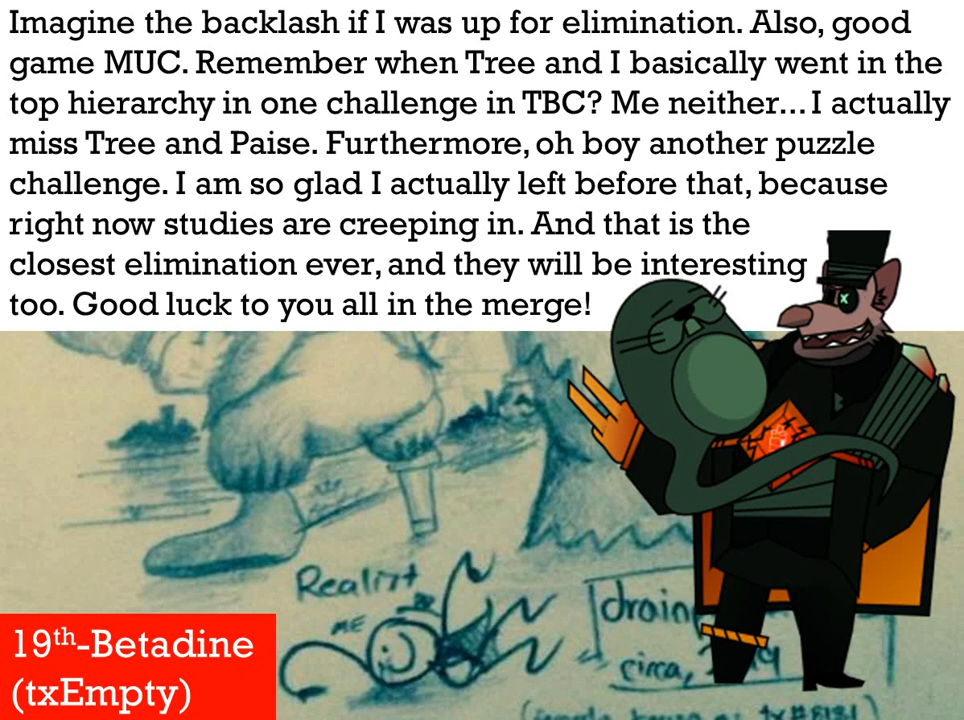 Imagine the backlash if I was up for elimination. Also, good
game MUC. Remember when Tree and I basically went in the
top hierarchy in one challenge in TBC? Me neither... I actually
miss Tree and Paise. Furthermore, oh boy another puzzle
challenge. I am so glad I actually left before that, because
right now studies are creeping in. And that is the
closest elimination ever, and they will be interesting
too. Good luck to you all in the merge!
Realist
ME
circa,
19th-Betadine
(txEmpty)